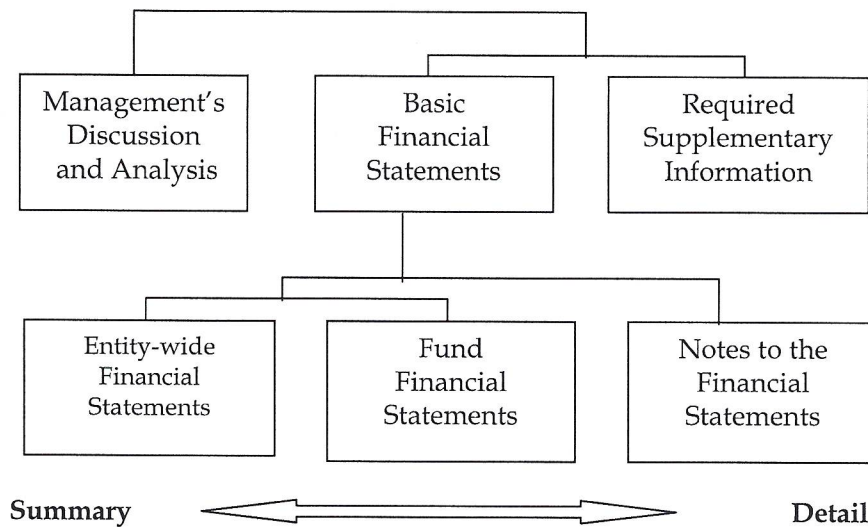 Management's
Discussion
and Analysis
Basic
Financial
Statements
Required
Supplementary
Information
Entity-wide
Financial
Statements
Fund
Financial
Statements
Notes to the
Financial
Statements
Summary
Detail